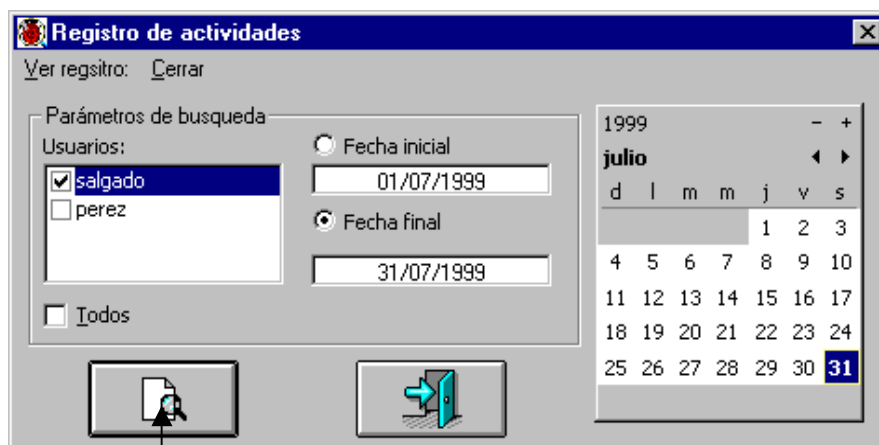 Registro de actividades
Ver regsitro: Cerrar
Parámetros de busqueda
Usuarios:
salgado
perez
Todos
Fecha inicial
01/07/1999
Fecha final
31/07/1999
1999 - +
julio
d l m m j v s
1 2 3
4 5 6 7 8 9 10
11 12 13 14 15 16 17
18 19 20 21 22 23 24
25 26 27 28 29 30 31